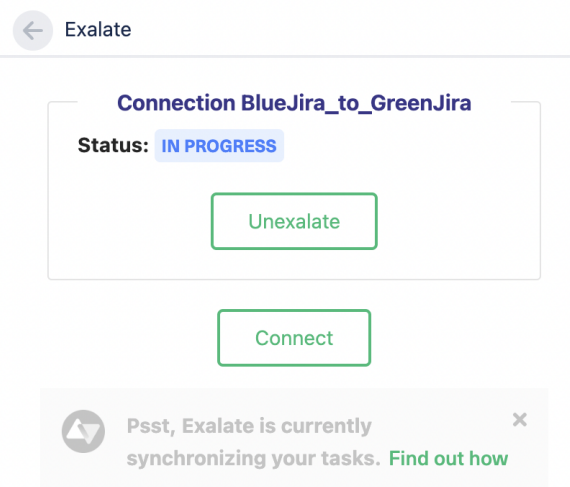 Exalate
Connection BlueJira_to_GreenJira
Status: IN PROGRESS
Unexalate
Connect
Psst, Exalate is currently
synchronizing your tasks. Find out how